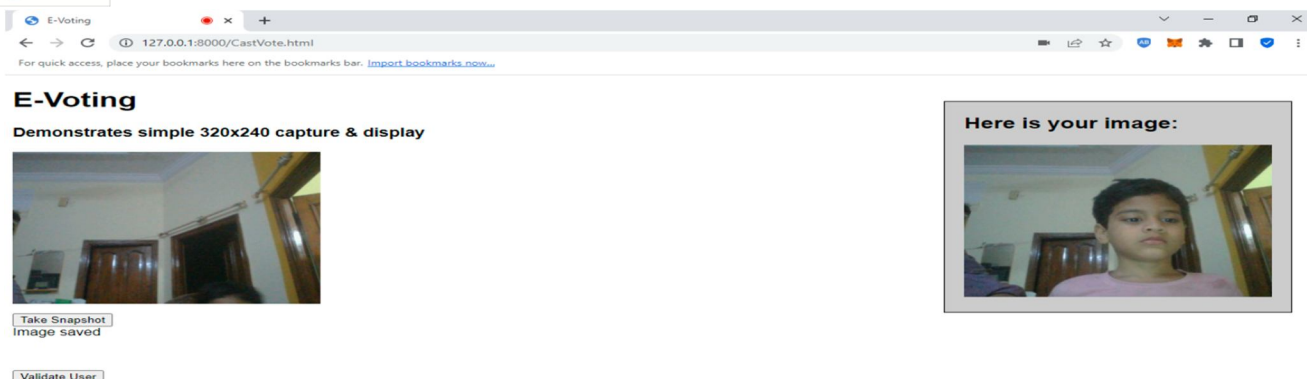 E-Voting
127.0.0.1:8000/CastVote.html
For quick access, place your bookmarks here on the bookmarks bar. Import bookmarks now...
E-Voting
Demonstrates simple 320x240 capture & display
Take Snapshot
Image saved
Validate User
Here is your image: